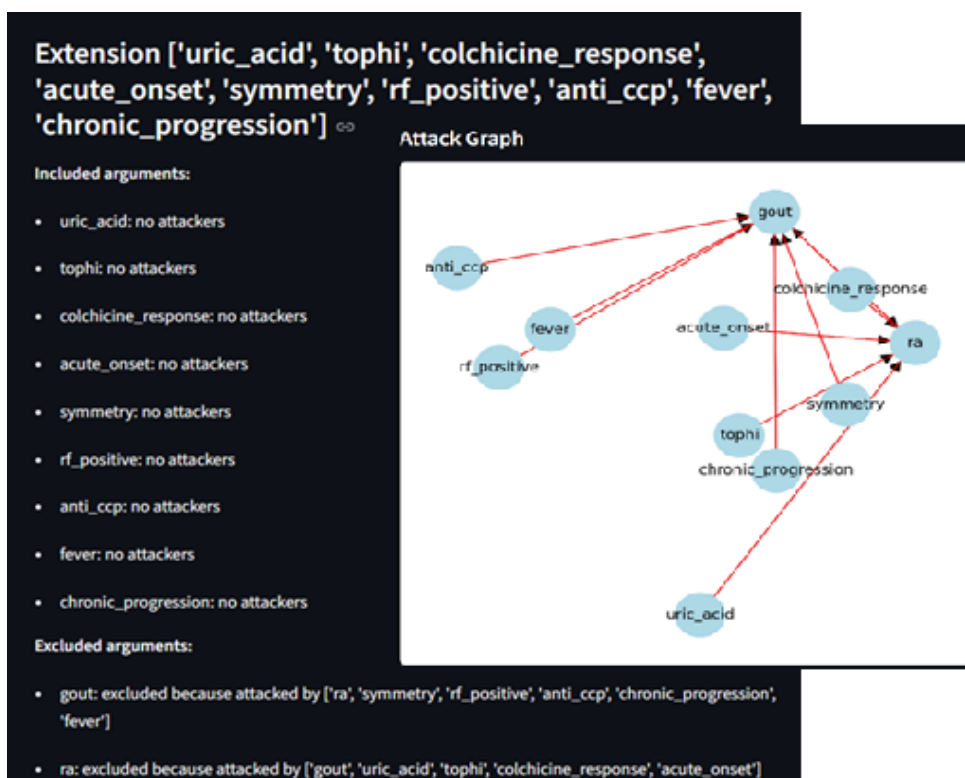 Extension ['uric_acid', 'tophi', 'colchicine_response',
'acute_onset', 'symmetry', 'rf_positive', 'anti_ccp', 'fever',
'chronic_progression']
Attack Graph
Included arguments:
• uric_acid: no attackers
• tophi: no attackers
• colchicine_response: no attackers
• acute_onset: no attackers
• symmetry: no attackers
• rf_positive: no attackers
• anti_ccp: no attackers
• fever: no attackers
• chronic_progression: no attackers
Excluded arguments:
• gout: excluded because attacked by ['ra', 'symmetry', 'rf_positive', 'anti_ccp', 'chronic_progression',
'fever']
• ra: excluded because attacked by ['gout', 'uric_acid', 'tophi', 'colchicine_response', 'acute_onset']
gout
anti_ccp
colchicine_response
fever
acute_onset
ra
rf_positive
symmetry
tophi
chronic_progression
uric_acid